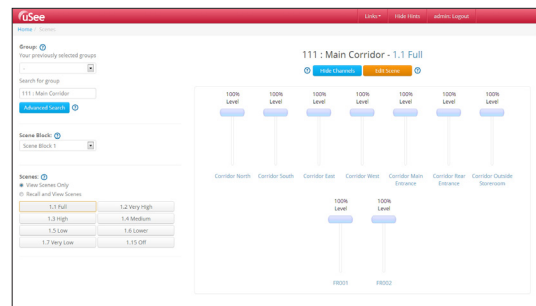 uSee
Links
Hide Hints
admin: Logout
Home / Scenes
Group:
Your previously selected groups
-
Search for group
111 : Main Corridor
Advanced Search
Scene Block:
Scene Block 1
Scenes:
View Scenes Only
Recall and View Scenes
1.1 Full
1.2 Very High
1.3 High
1.4 Medium
1.5 Low
1.6 Lower
1.7 Very Low
1.15 Off
111 : Main Corridor - 1.1 Full
Hide Channels
Edit Scene
100% 100% 100% 100% 100% 100% 100%
Level Level Level Level Level Level Level
Corridor North Corridor South Corridor East Corridor West Corridor Main Corridor Rear Corridor Outside
Entrance Entrance Storeroom
100% 100%
Level Level
FR001 FR002